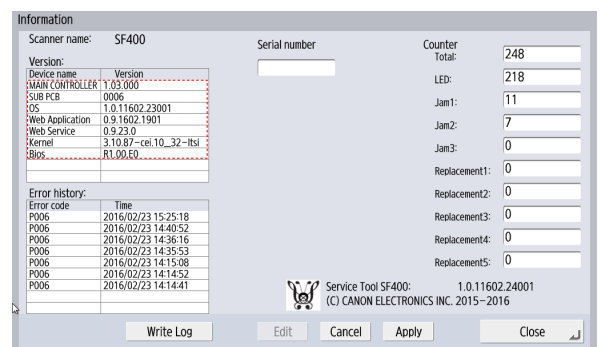 Information
Scanner name: SF400
Version:
Device name Version
MAIN CONTROLLER 1.03.000
SUB PCB 0006
OS 1.0.11602.23001
Web Application 0.9.1602.1901
Web Service 0.9.23.0
Kernel 3.10.87-cei.10_32-ltsi
Bios R1.00.E0
Error history:
Error code Time
P006 2016/02/23 15:25:18
P006 2016/02/23 14:40:52
P006 2016/02/23 14:36:16
P006 2016/02/23 14:35:53
P006 2016/02/23 14:15:08
P006 2016/02/23 14:14:52
P006 2016/02/23 14:14:41
Serial number
Counter
Total: 248
LED: 218
Jam1: 11
Jam2: 7
Jam3: 0
Replacement1: 0
Replacement2: 0
Replacement3: 0
Replacement4: 0
Replacement5: 0
Service Tool SF400: 1.0.11602.24001
(C) CANON ELECTRONICS INC. 2015-2016
Write Log
Edit
Cancel
Apply
Close